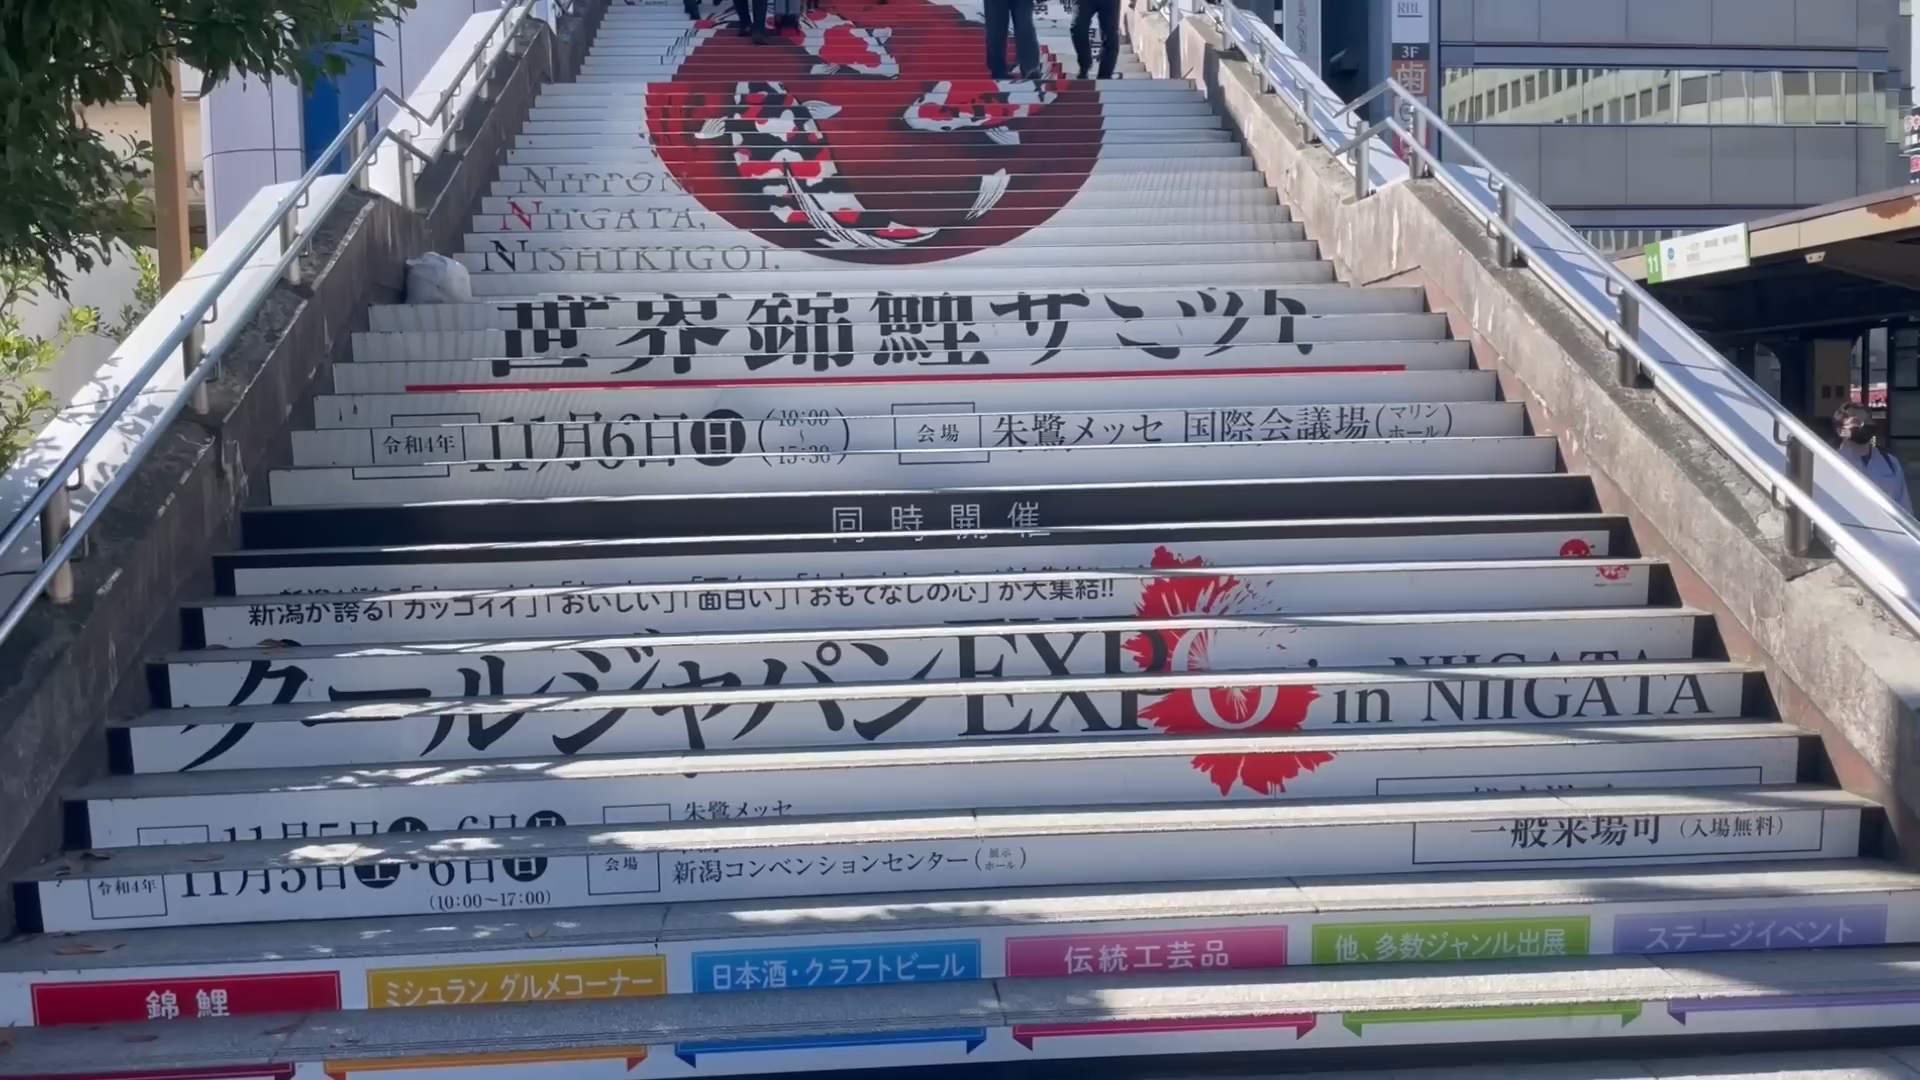 RBL
3F
歯
NIPPON,
NIIGATA,
NISHIKIGOI.
世界錦鯉サミット
令和4年 11月6日日 (10:00~15:30) 会場 朱鷺メッセ 国際会議場(マリンホール)
11
同時開催
新潟が誇る「カッコイイ」「おいしい」「面白い」「おもてなしの心」が大集結!!
クールジャパンEXPO in NIIGATA
令和4年 11月5日土・6日日 (10:00~17:00)
会場 朱鷺メッセ
新潟コンベンションセンター(展示ホール)
一般来場可 (入場無料)
錦鯉
ミシュラン グルメコーナー
日本酒・クラフトビール
伝統工芸品
他、多数ジャンル出展
ステージイベント